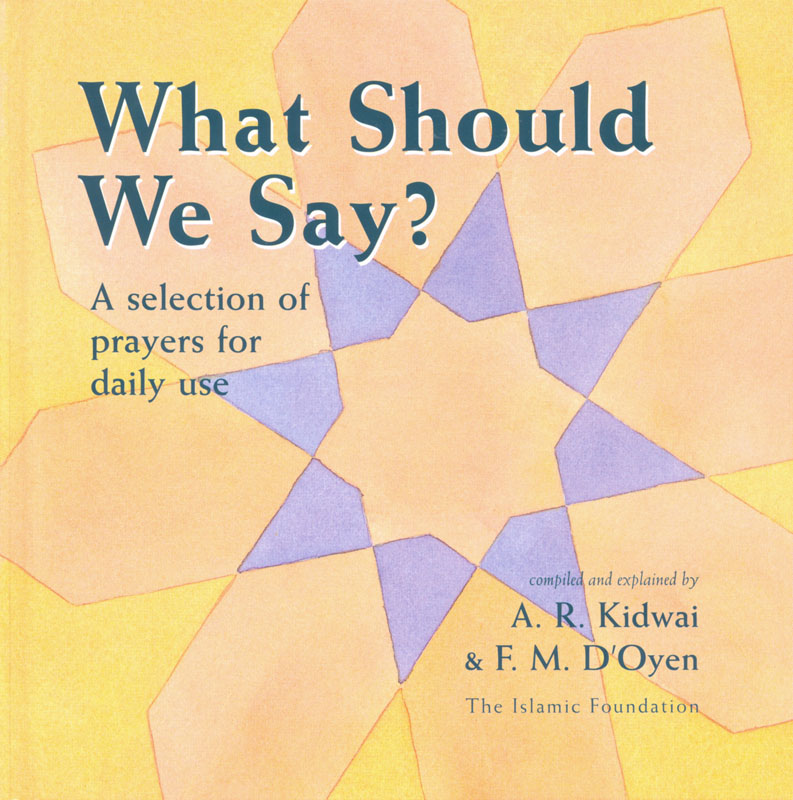 What Should
We Say?
A selection of
prayers for
daily use
compiled and explained by
A. R. Kidwai
& F. M. D'Oyen
The Islamic Foundation